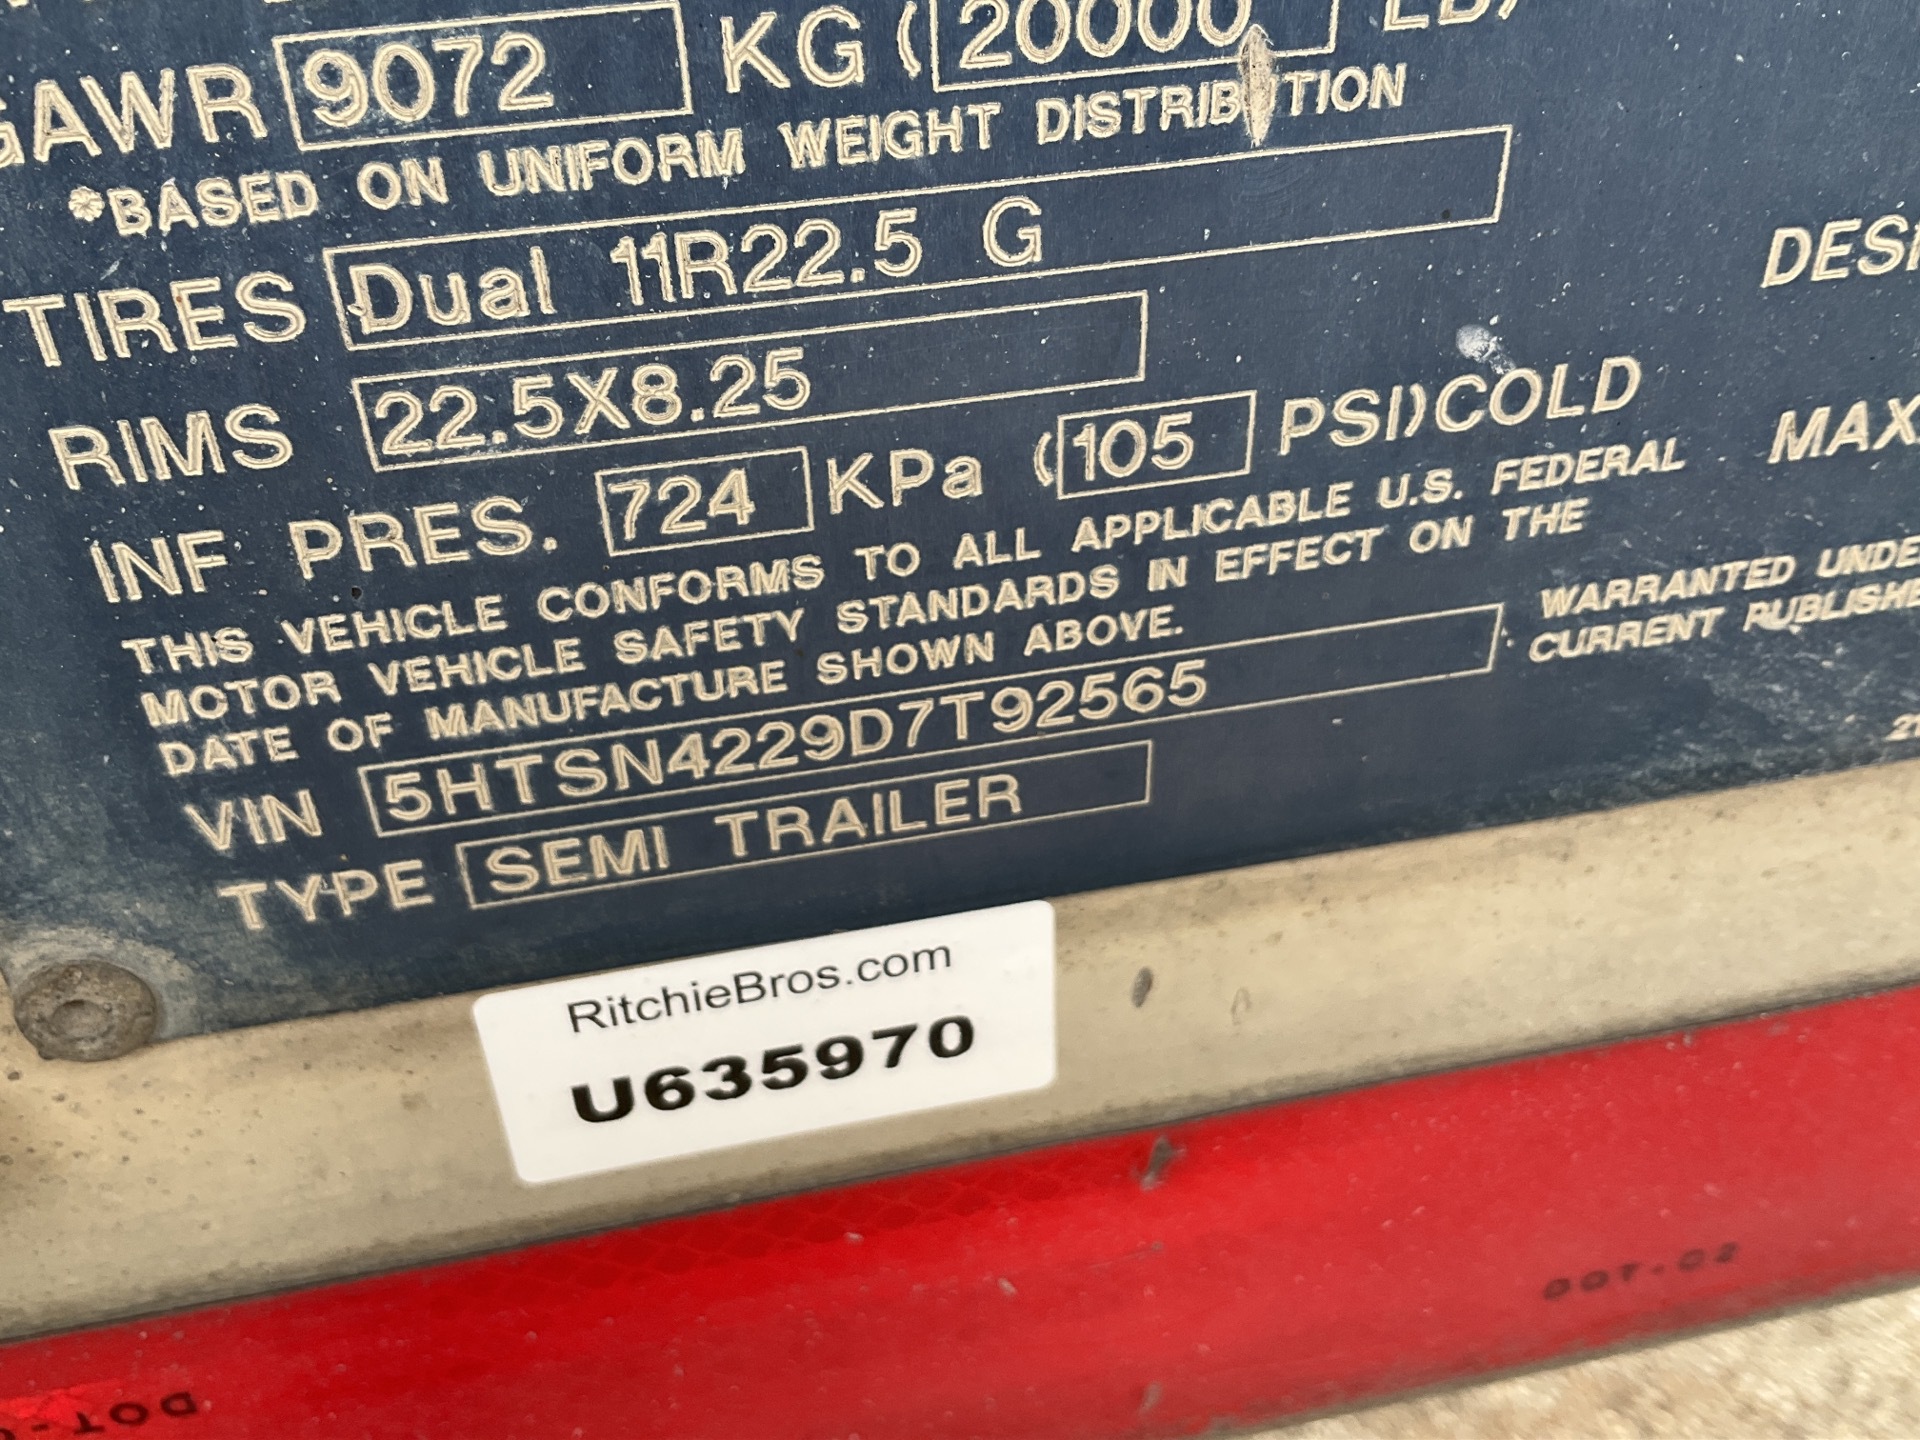 GAWR 9072 KG (20000 LB)
*BASED ON UNIFORM WEIGHT DISTRIBUTION
TIRES Dual 11R22.5 G
RIMS 22.5X8.25
INF PRES. 724 KPa (105 PSI)COLD
THIS VEHICLE CONFORMS TO ALL APPLICABLE U.S. FEDERAL
MOTOR VEHICLE SAFETY STANDARDS IN EFFECT ON THE
DATE OF MANUFACTURE SHOWN ABOVE.
VIN 5HTSN4229D7T92565
TYPE SEMI TRAILER
MAX
WARRANTED UNDE
CURRENT PUBLISHE
RitchieBros.com
U635970
DOT-C2
DOT-